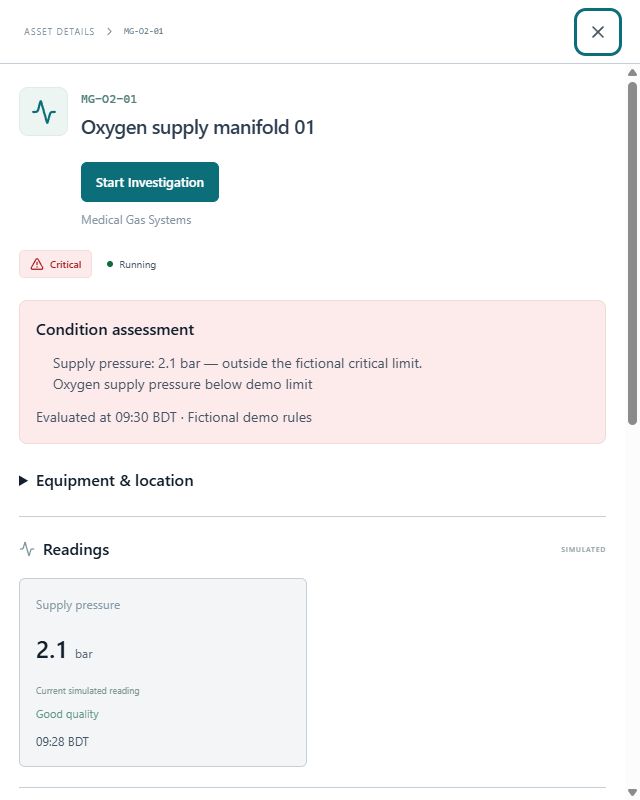 ASSET DETAILS > MG-O2-01
MG-O2-01
Oxygen supply manifold 01
Start Investigation
Medical Gas Systems
Critical
Running
Condition assessment
Supply pressure: 2.1 bar — outside the fictional critical limit.
Oxygen supply pressure below demo limit
Evaluated at 09:30 BDT · Fictional demo rules
Equipment & location
Readings
SIMULATED
Supply pressure
2.1 bar
Current simulated reading
Good quality
09:28 BDT